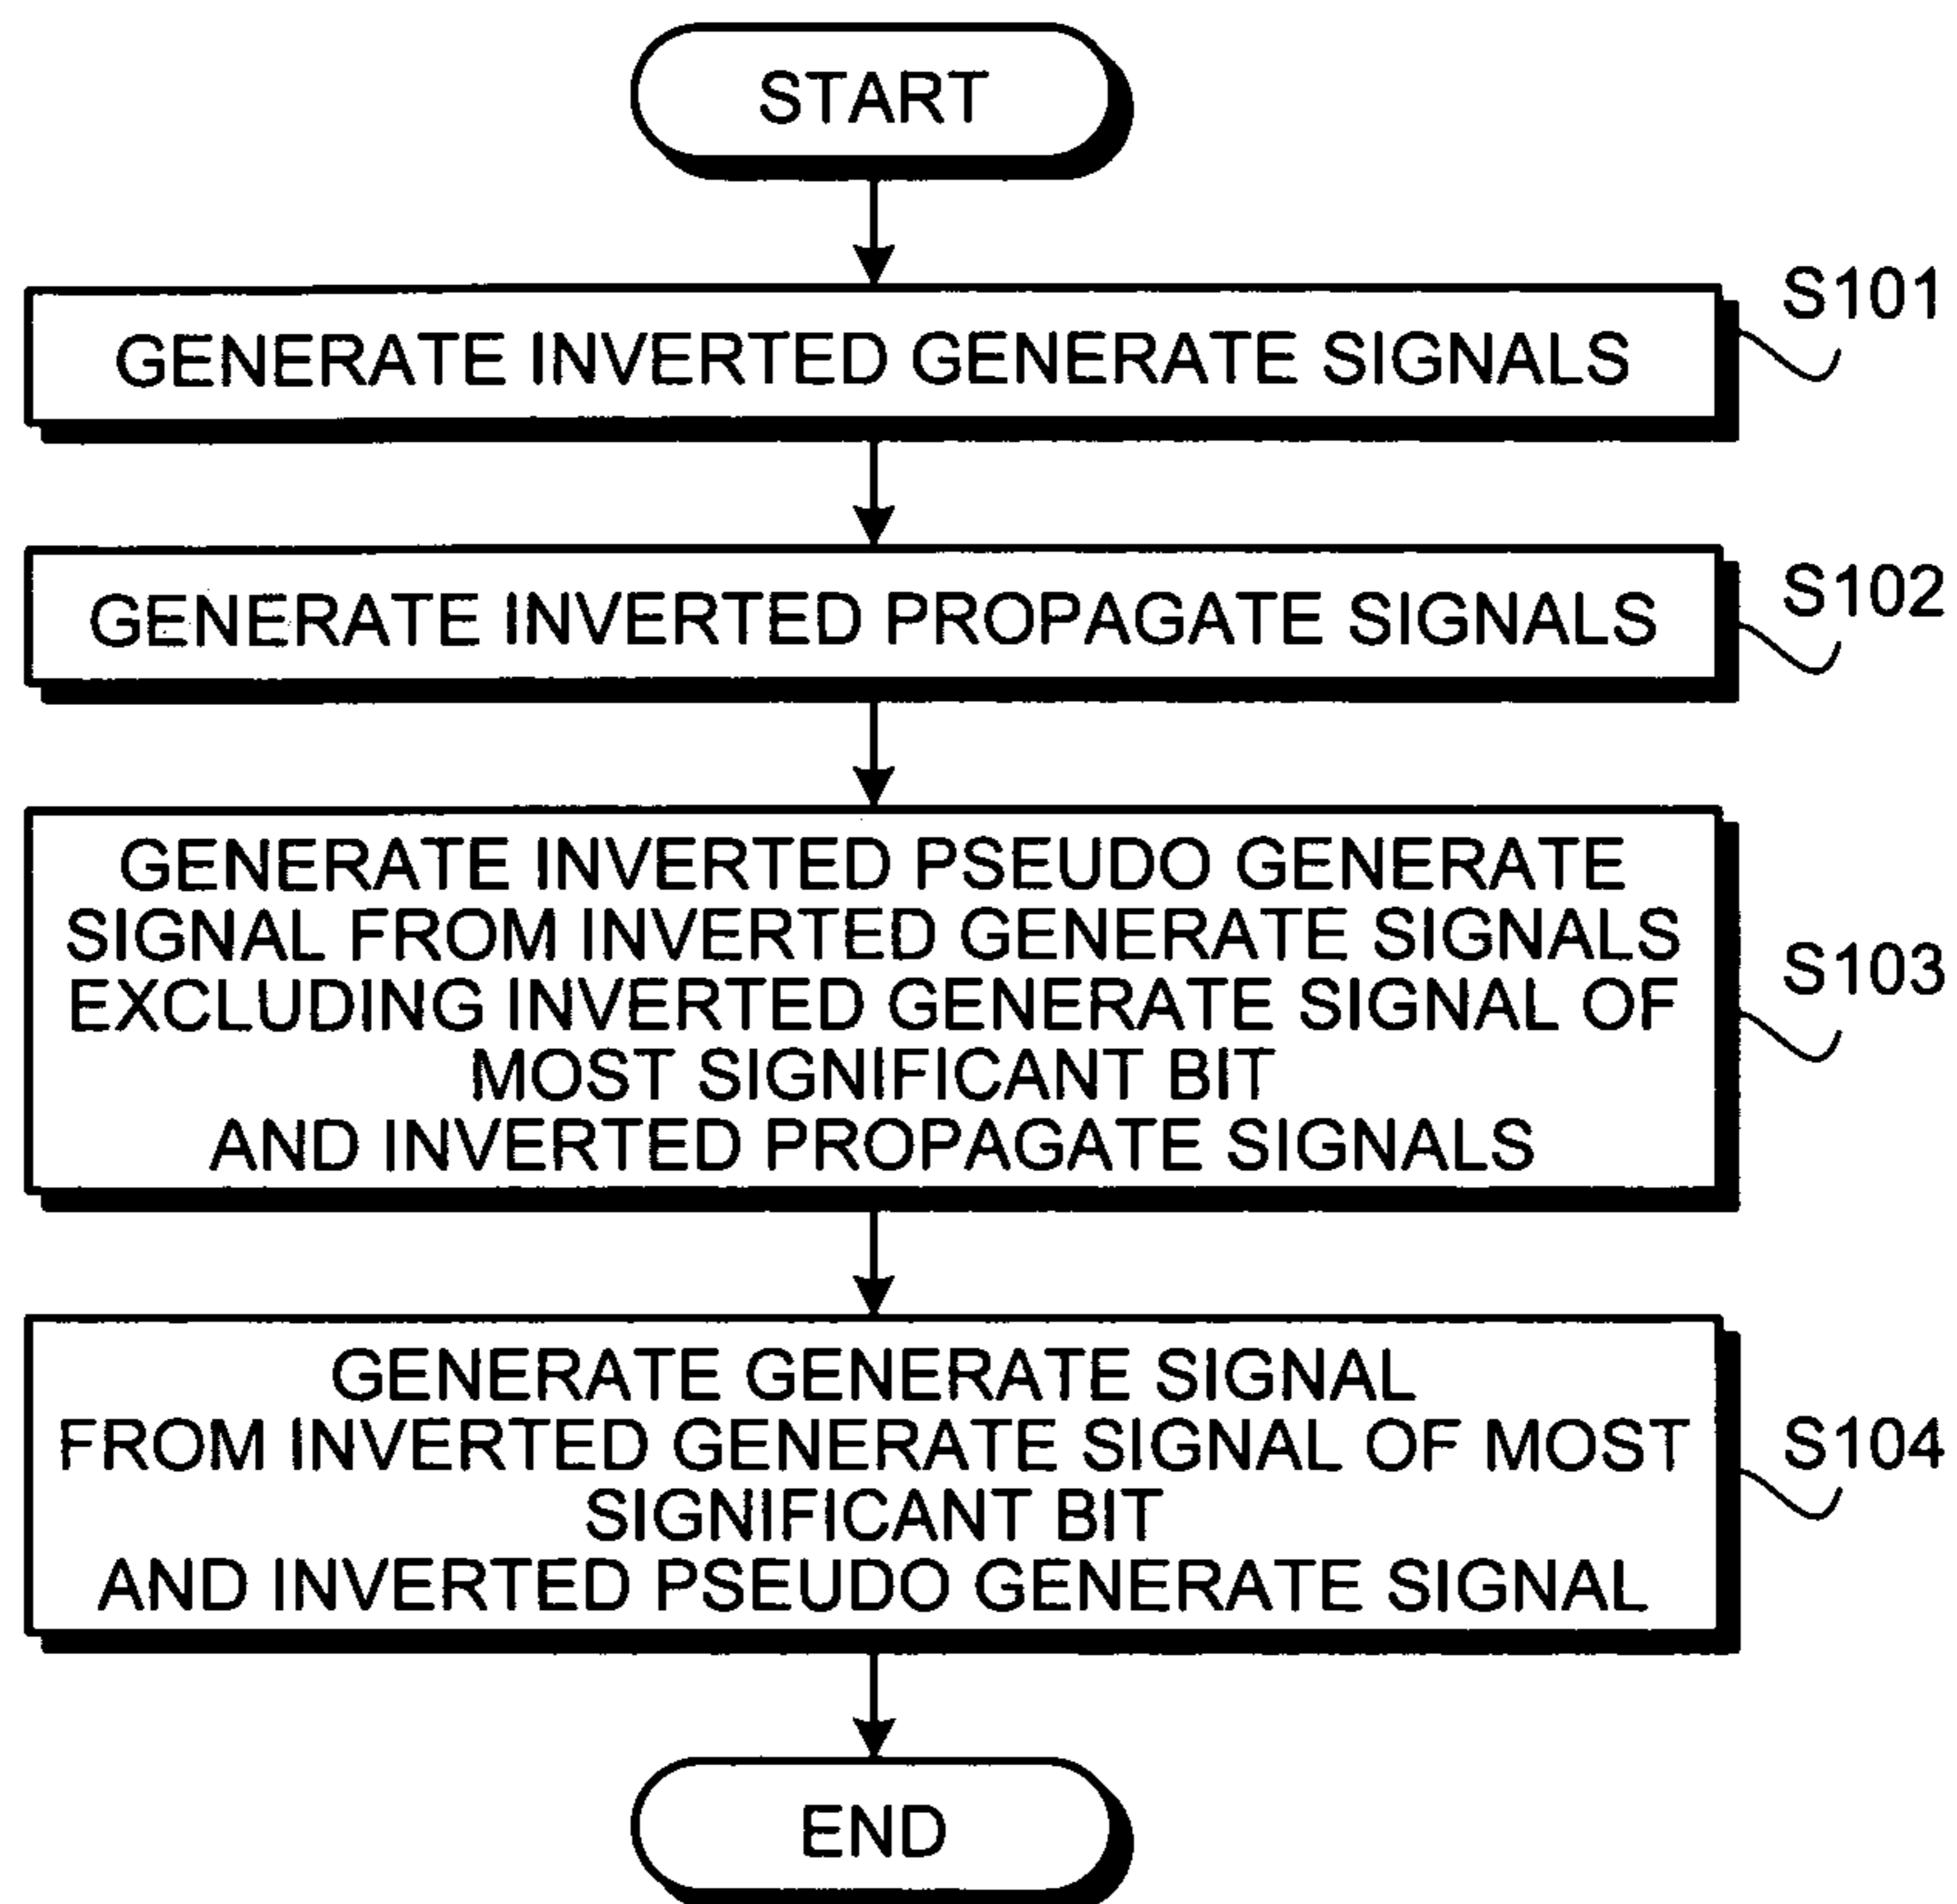 START
GENERATE INVERTED GENERATE SIGNALS
S101
GENERATE INVERTED PROPAGATE SIGNALS
S102
GENERATE INVERTED PSEUDO GENERATE
SIGNAL FROM INVERTED GENERATE SIGNALS
EXCLUDING INVERTED GENERATE SIGNAL OF
MOST SIGNIFICANT BIT
AND INVERTED PROPAGATE SIGNALS
S103
GENERATE GENERATE SIGNAL
FROM INVERTED GENERATE SIGNAL OF MOST
SIGNIFICANT BIT
AND INVERTED PSEUDO GENERATE SIGNAL
S104
END